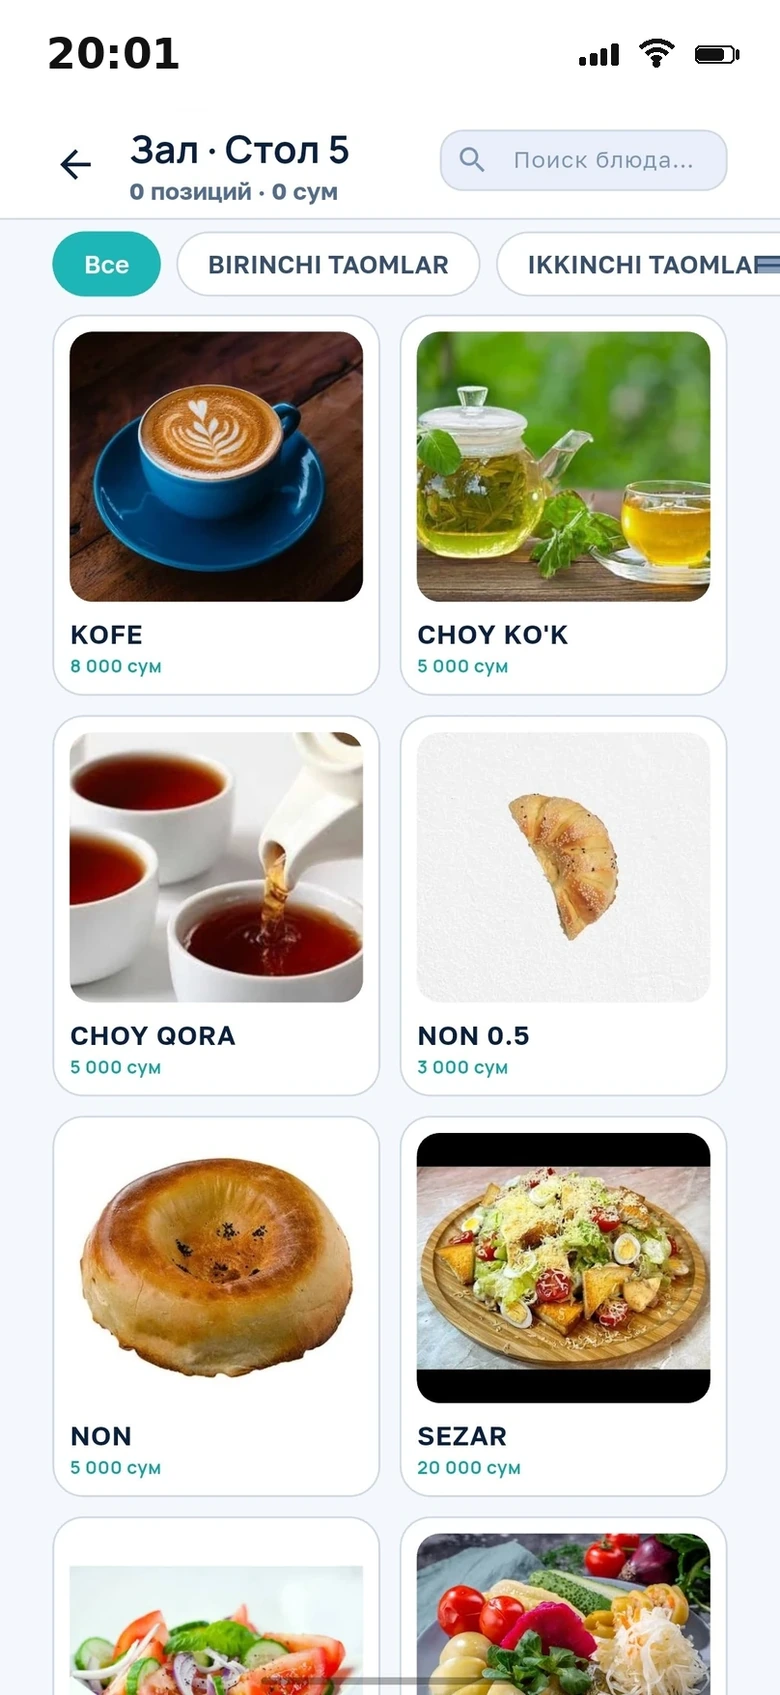 20:01
Зал · Стол 5
0 позиций · 0 сум
Поиск блюда...
Все
BIRINCHI TAOMLAR
IKKINCHI TAOMLA
KOFE
8 000 сум
CHOY KO'K
5 000 сум
CHOY QORA
5 000 сум
NON 0.5
3 000 сум
NON
5 000 сум
SEZAR
20 000 сум